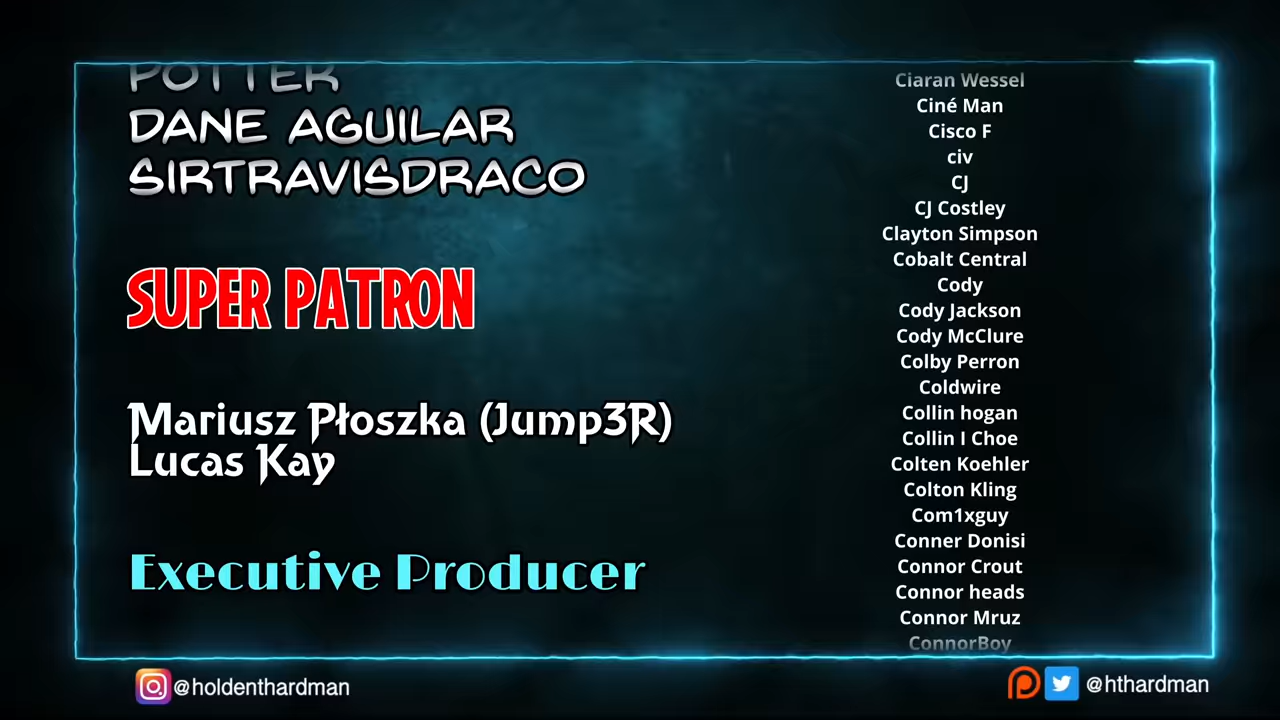 POTTER
DANE AGUILAR
SIRTRAVISDRACO
SUPER PATRON
Mariusz Płoszka (Jump3R)
Lucas Kay
Executive Producer
Ciaran Wessel
Ciné Man
Cisco F
civ
CJ
CJ Costley
Clayton Simpson
Cobalt Central
Cody
Cody Jackson
Cody McClure
Colby Perron
Coldwire
Collin hogan
Collin I Choe
Colten Koehler
Colton Kling
Com1xguy
Conner Donisi
Connor Crout
Connor heads
Connor Mruz
ConnorBoy
@holdenthardman
@hthardman